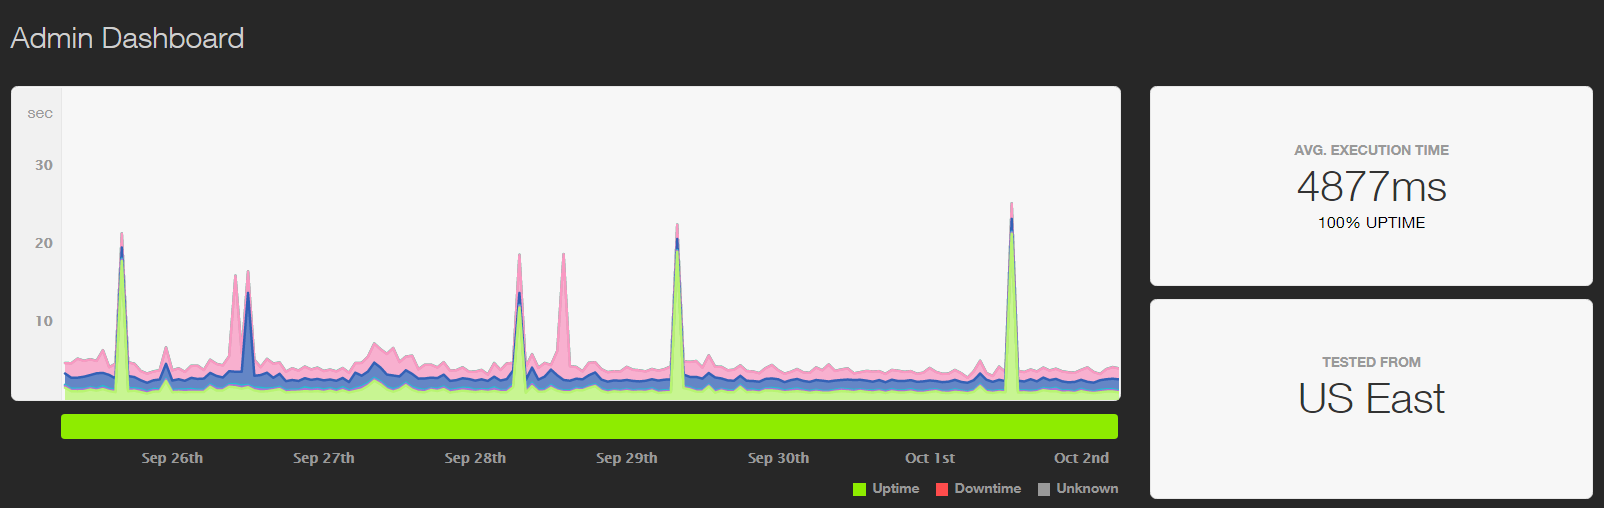 Admin Dashboard
sec
30
20
10
Sep 26th Sep 27th Sep 28th Sep 29th Sep 30th Oct 1st Oct 2nd
Uptime Downtime Unknown
AVG. EXECUTION TIME
4877ms
100% UPTIME
TESTED FROM
US East